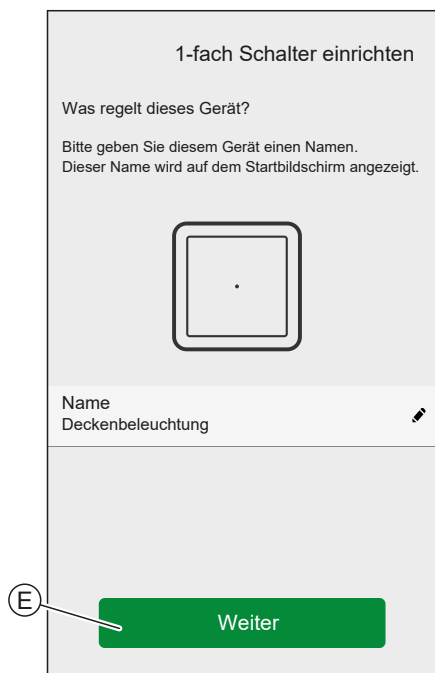 1-fach Schalter einrichten
Was regelt dieses Gerät?
Bitte geben Sie diesem Gerät einen Namen.
Dieser Name wird auf dem Startbildschirm angezeigt.
Name
Deckenbeleuchtung
E
Weiter